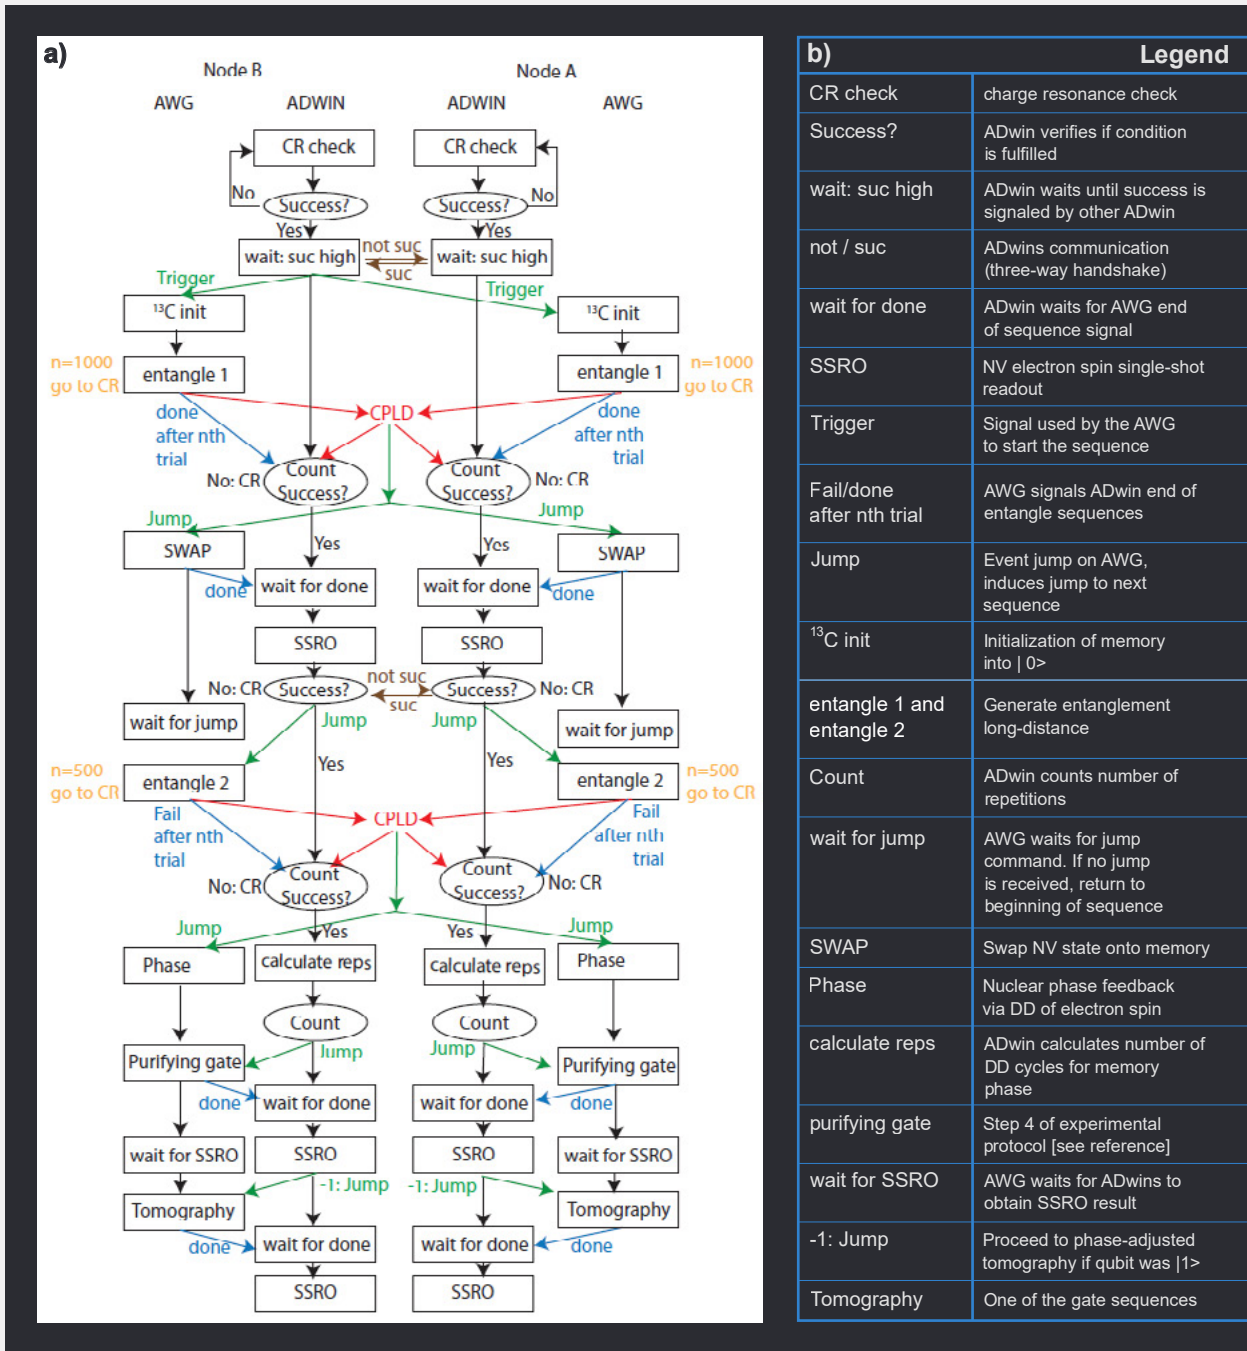 a)
Node B
Node A
AWG
ADWIN
ADWIN
AWG
CR check
CR check
No
No
Success?
Success?
Yes
Yes
wait: suc high
not suc
suc
wait: suc high
Trigger
Trigger
¹³C init
¹³C init
n=1000
go to CR
entangle 1
entangle 1
n=1000
go to CR
done
after nth
trial
CPLD
done
after nth
trial
No: CR
Count
Success?
Count
Success?
No: CR
Jump
Jump
SWAP
Yes
Yes
SWAP
done
wait for done
wait for done
done
SSRO
SSRO
No: CR
Success?
not suc
suc
Success?
No: CR
wait for jump
Jump
Jump
wait for jump
Yes
Yes
n=500
go to CR
entangle 2
entangle 2
n=500
go to CR
Fail
after nth
trial
CPLD
Fail
after nth
trial
No: CR
Count
Success?
Count
Success?
No: CR
Jump
Yes
Yes
Jump
Phase
calculate reps
calculate reps
Phase
Count
Count
Jump
Jump
Purifying gate
Purifying gate
done
wait for done
wait for done
done
wait for SSRO
SSRO
SSRO
wait for SSRO
-1: Jump
-1: Jump
Tomography
Tomography
done
wait for done
wait for done
done
SSRO
SSRO
b)
Legend
CR check
charge resonance check
Success?
ADwin verifies if condition
is fulfilled
wait: suc high
ADwin waits until success is
signaled by other ADwin
not / suc
ADwins communication
(three-way handshake)
wait for done
ADwin waits for AWG end
of sequence signal
SSRO
NV electron spin single-shot
readout
Trigger
Signal used by the AWG
to start the sequence
Fail/done
after nth trial
AWG signals ADwin end of
entangle sequences
Jump
Event jump on AWG,
induces jump to next
sequence
¹³C init
Initialization of memory
into | 0>
entangle 1 and
entangle 2
Generate entanglement
long-distance
Count
ADwin counts number of
repetitions
wait for jump
AWG waits for jump
command. If no jump
is received, return to
beginning of sequence
SWAP
Swap NV state onto memory
Phase
Nuclear phase feedback
via DD of electron spin
calculate reps
ADwin calculates number of
DD cycles for memory
phase
purifying gate
Step 4 of experimental
protocol [see reference]
wait for SSRO
AWG waits for ADwins to
obtain SSRO result
-1: Jump
Proceed to phase-adjusted
tomography if qubit was |1>
Tomography
One of the gate sequences